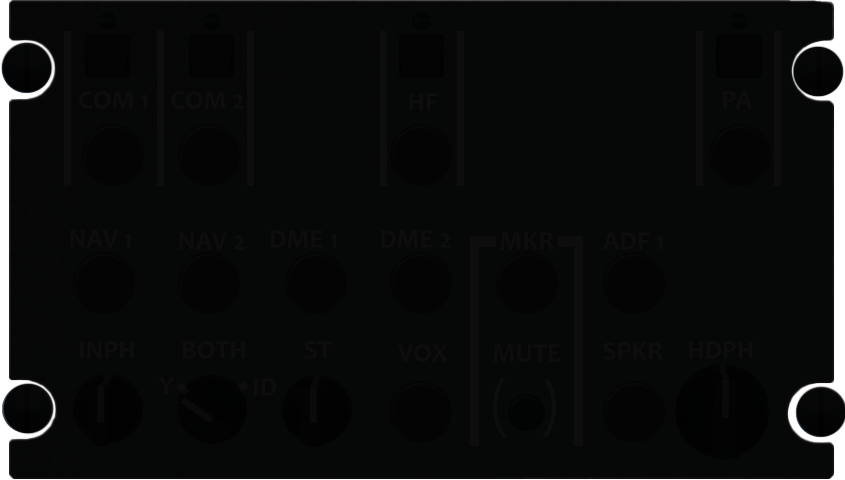 COM 1 COM 2 HF PA
NAV 1 NAV 2 DME 1 DME 2 MKR ADF 1
INPH BOTH ST VOX MUTE SPKR HDPH
Y ID